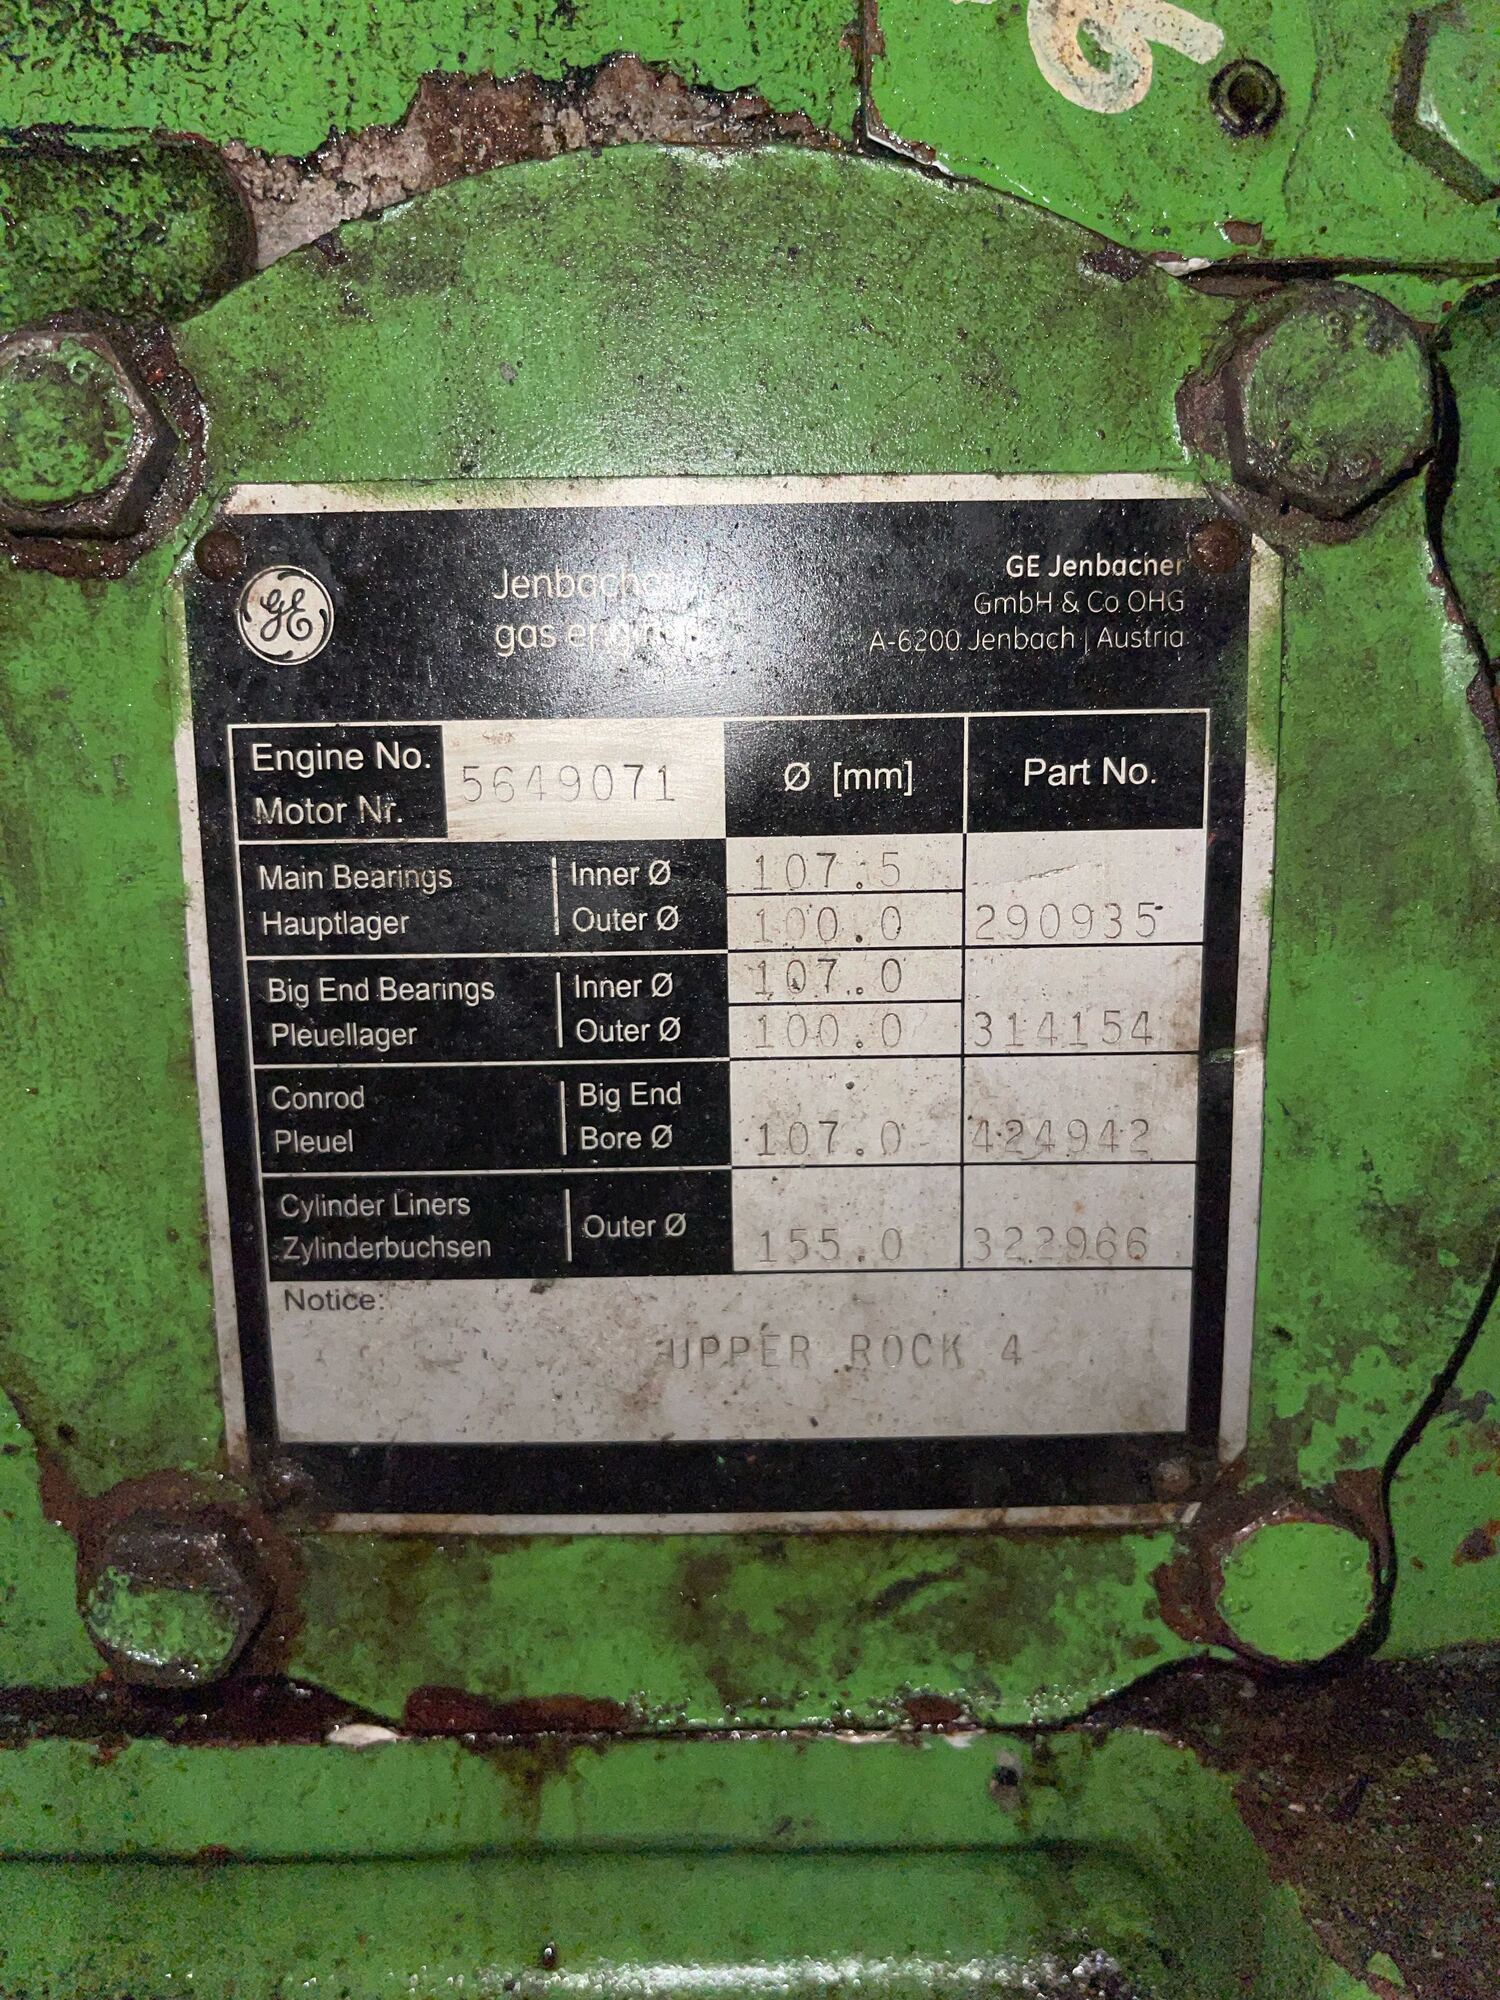 6
GE
Jenbacher
gas engines
GE Jenbacher
GmbH & Co OHG
A-6200 Jenbach | Austria
Engine No.
Motor Nr.
5649071
Ø [mm]
Part No.
Main Bearings
Hauptlager
Inner Ø
107.5
Outer Ø
100.0
290935
Big End Bearings
Pleuellager
Inner Ø
107.0
Outer Ø
100.0
314154
Conrod
Pleuel
Big End
Bore Ø
107.0
424942
Cylinder Liners
Zylinderbuchsen
Outer Ø
155.0
322966
Notice:
UPPER ROCK 4